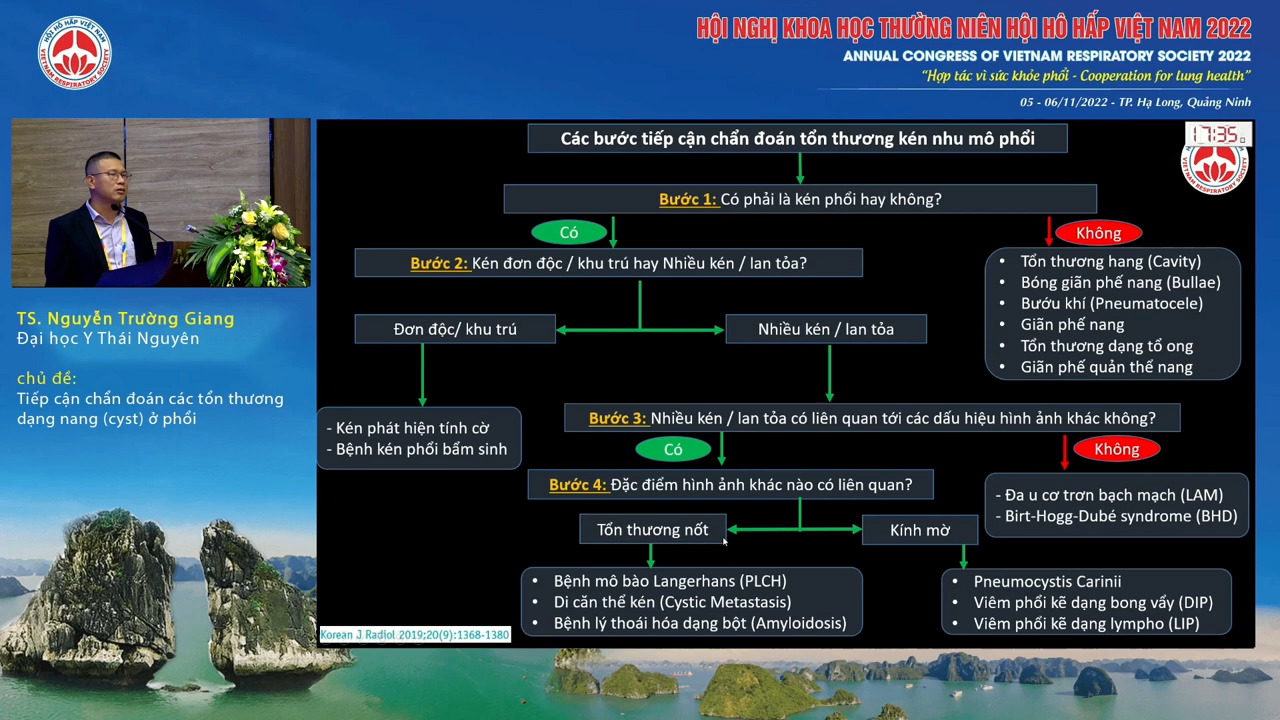 HỘI HÔ HẤP VIỆT NAM
VIETNAM RESPIRATORY SOCIETY
HỘI NGHỊ KHOA HỌC THƯỜNG NIÊN HỘI HÔ HẤP VIỆT NAM 2022
ANNUAL CONGRESS OF VIETNAM RESPIRATORY SOCIETY 2022
“Hợp tác vì sức khỏe phổi - Cooperation for lung health”
05 - 06/11/2022 - TP. Hạ Long, Quảng Ninh
TS. Nguyễn Trường Giang
Đại học Y Thái Nguyên
chủ đề:
Tiếp cận chẩn đoán các tổn thương
dạng nang (cyst) ở phổi
17:35
Các bước tiếp cận chẩn đoán tổn thương kén nhu mô phổi
Bước 1: Có phải là kén phổi hay không?
Có
Không
Bước 2: Kén đơn độc / khu trú hay Nhiều kén / lan tỏa?
• Tổn thương hang (Cavity)
• Bóng giãn phế nang (Bullae)
• Bướu khí (Pneumatocele)
• Giãn phế nang
• Tổn thương dạng tổ ong
• Giãn phế quản thể nang
Đơn độc/ khu trú
Nhiều kén / lan tỏa
- Kén phát hiện tính cờ
- Bệnh kén phổi bẩm sinh
Bước 3: Nhiều kén / lan tỏa có liên quan tới các dấu hiệu hình ảnh khác không?
Có
Không
Bước 4: Đặc điểm hình ảnh khác nào có liên quan?
- Đa u cơ trơn bạch mạch (LAM)
- Birt-Hogg-Dubé syndrome (BHD)
Tổn thương nốt
Kính mờ
• Bệnh mô bào Langerhans (PLCH)
• Di căn thể kén (Cystic Metastasis)
• Bệnh lý thoái hóa dạng bột (Amyloidosis)
• Pneumocystis Carinii
• Viêm phổi kẽ dạng bong vẩy (DIP)
• Viêm phổi kẽ dạng lympho (LIP)
Korean J Radiol 2019;20(9):1368-1380